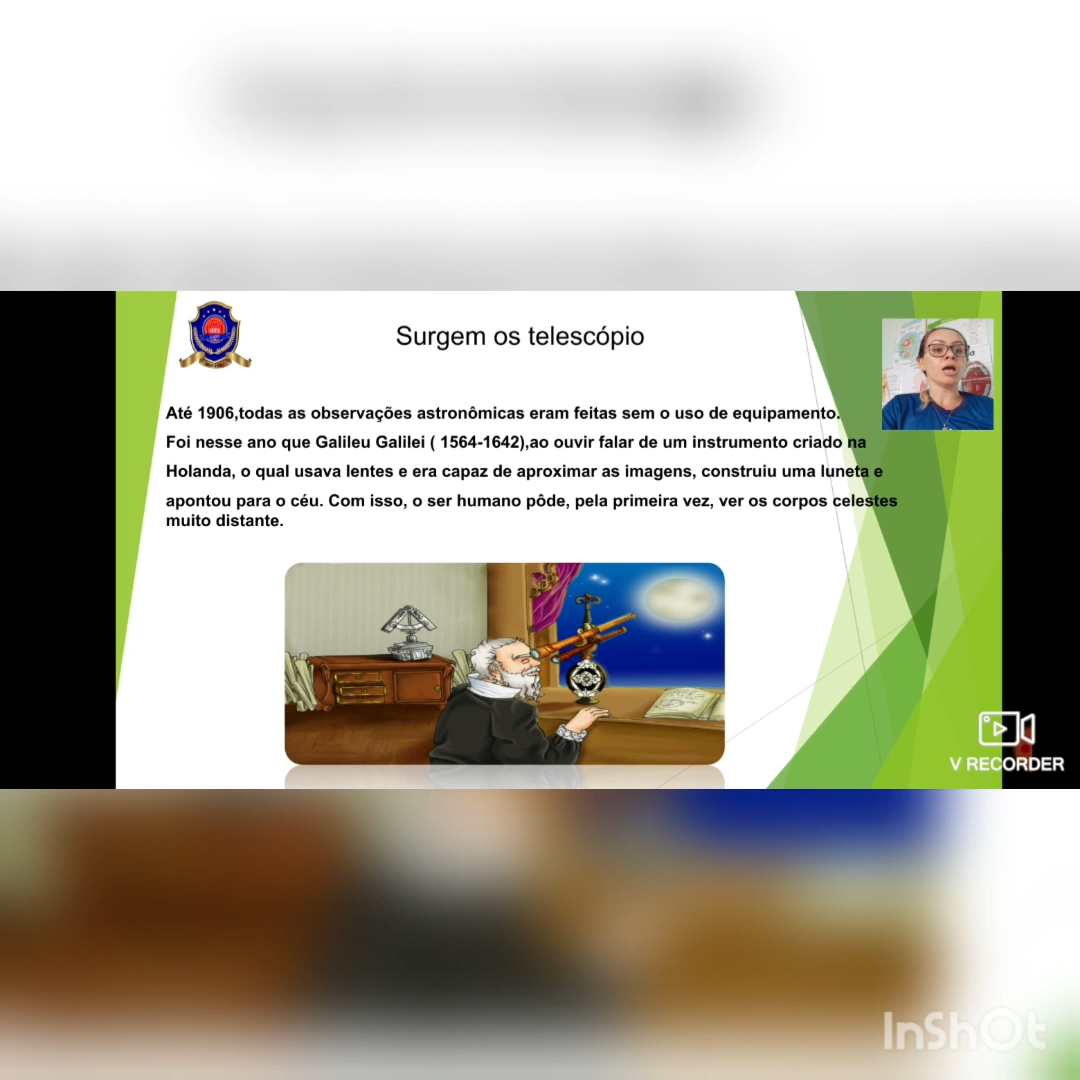 Surgem os telescópio
Até 1906,todas as observações astronômicas eram feitas sem o uso de equipamento.
Foi nesse ano que Galileu Galilei ( 1564-1642),ao ouvir falar de um instrumento criado na
Holanda, o qual usava lentes e era capaz de aproximar as imagens, construiu uma luneta e
apontou para o céu. Com isso, o ser humano pôde, pela primeira vez, ver os corpos celestes
muito distante.
V RECORDER
InShOt